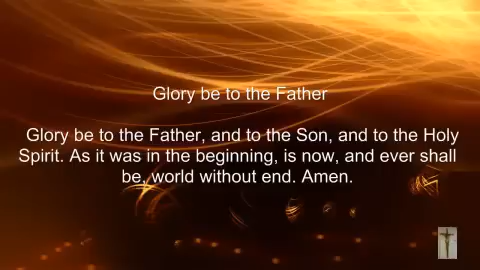 Glory be to the Father
Glory be to the Father, and to the Son, and to the Holy
Spirit. As it was in the beginning, is now, and ever shall
be, world without end. Amen.